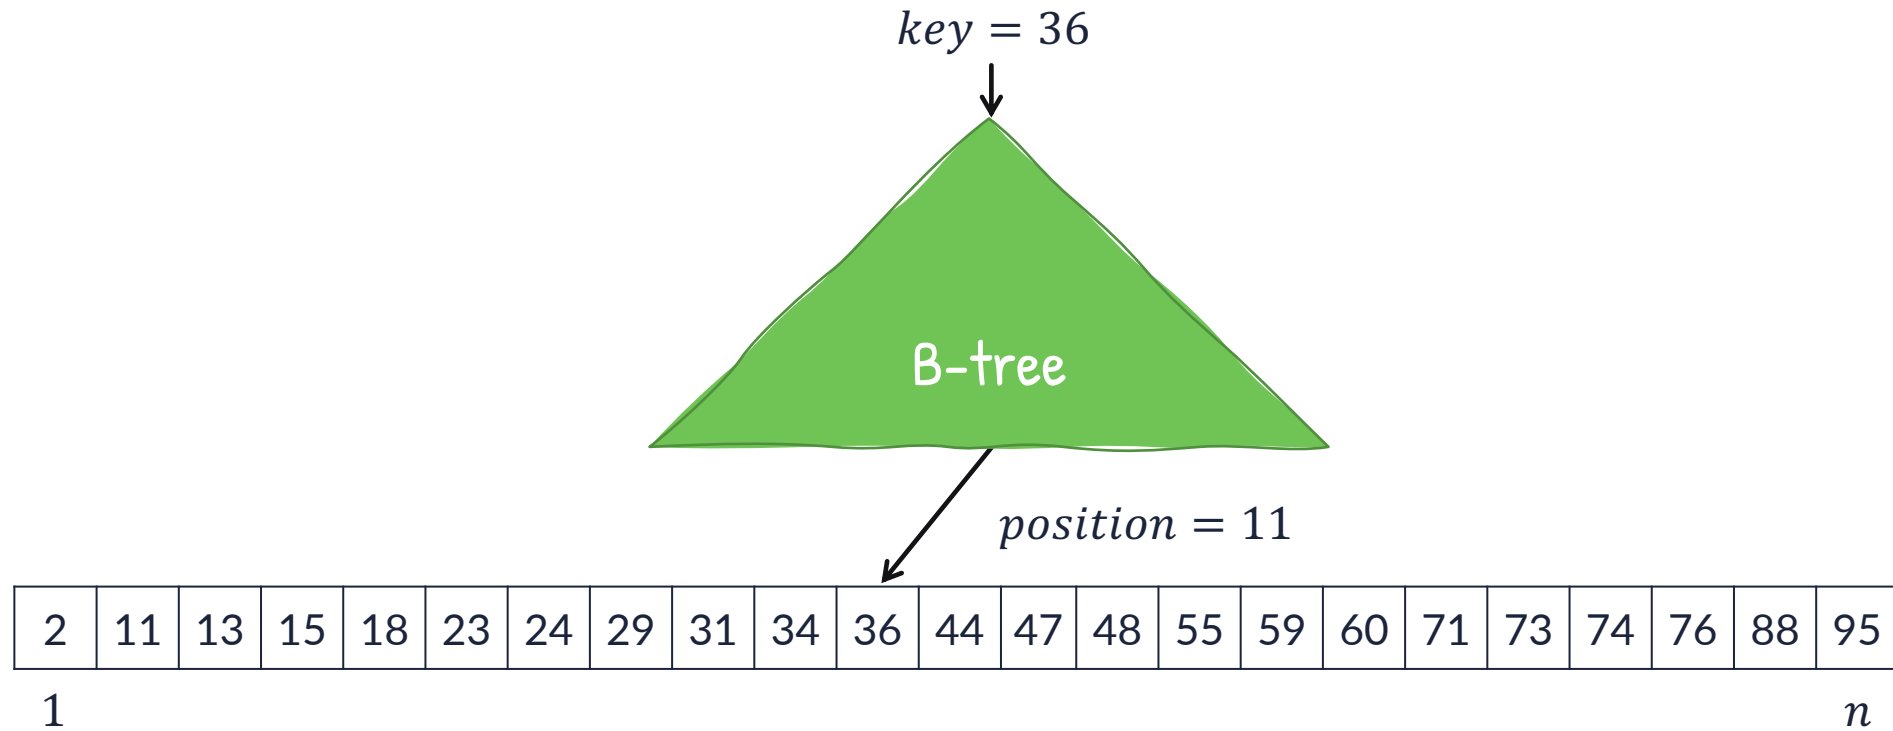 key = 36
B-tree
position = 11
2 11 13 15 18 23 24 29 31 34 36 44 47 48 55 59 60 71 73 74 76 88 95
1 n